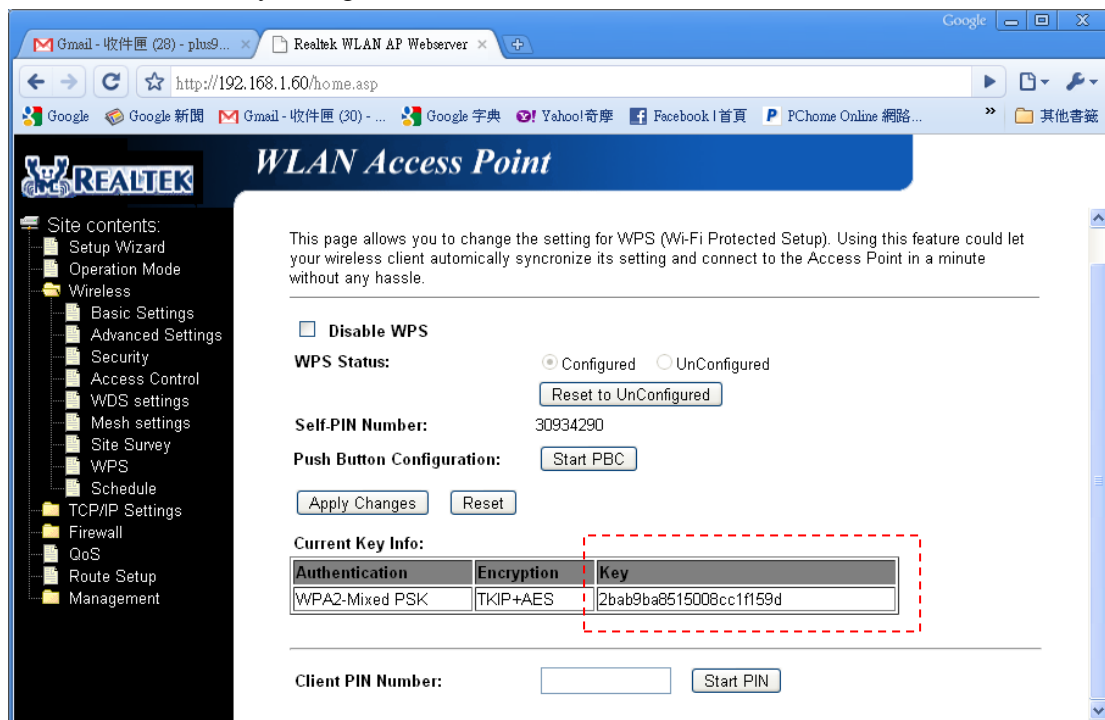 Google
Gmail - 收件匣 (28) - plus9...
Realtek WLAN AP Webserver
http://192.168.1.60/home.asp
Google
Google 新聞
Gmail - 收件匣 (30) - ...
Google 字典
Yahoo!奇摩
Facebook | 首頁
PChome Online 網路...
»
其他書籤
REALTEK
WLAN Access Point
Site contents:
Setup Wizard
Operation Mode
Wireless
Basic Settings
Advanced Settings
Security
Access Control
WDS settings
Mesh settings
Site Survey
WPS
Schedule
TCP/IP Settings
Firewall
QoS
Route Setup
Management
This page allows you to change the setting for WPS (Wi-Fi Protected Setup). Using this feature could let
your wireless client automically syncronize its setting and connect to the Access Point in a minute
without any hassle.
Disable WPS
WPS Status: Configured UnConfigured
Reset to UnConfigured
Self-PIN Number: 30934290
Push Button Configuration: Start PBC
Apply Changes Reset
Current Key Info:
Authentication Encryption Key
WPA2-Mixed PSK TKIP+AES 2bab9ba8515008cc1f159d
Client PIN Number: Start PIN